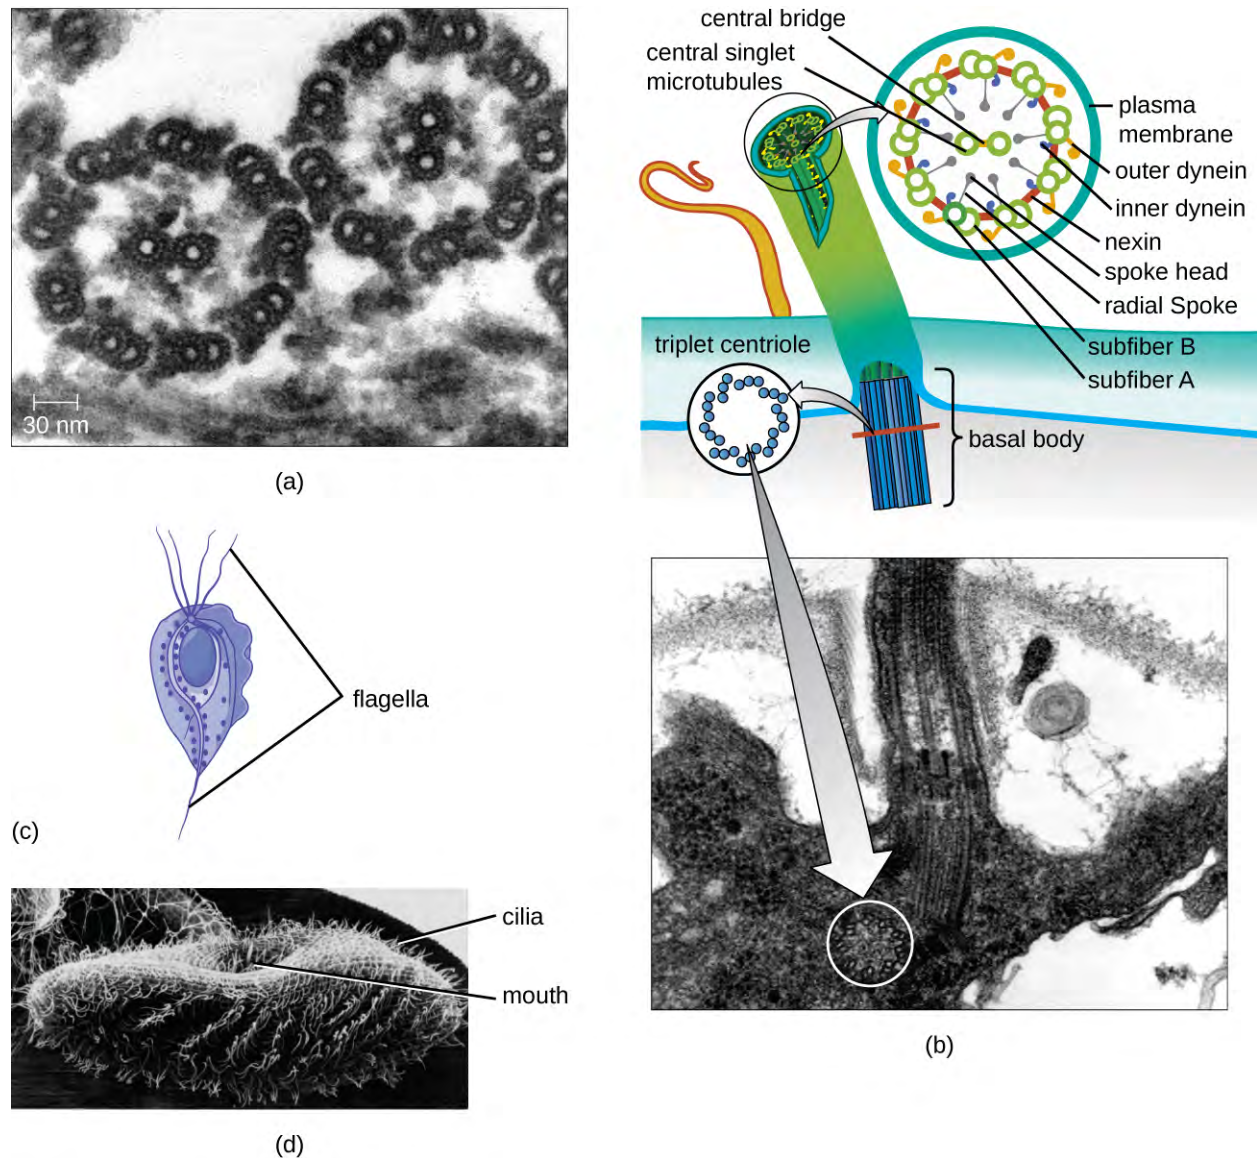 central bridge
central singlet
microtubules
plasma
membrane
outer dynein
inner dynein
nexin
spoke head
radial Spoke
subfiber B
subfiber A
triplet centriole
basal body
30 nm
(a)
flagella
(c)
cilia
mouth
(d)
(b)